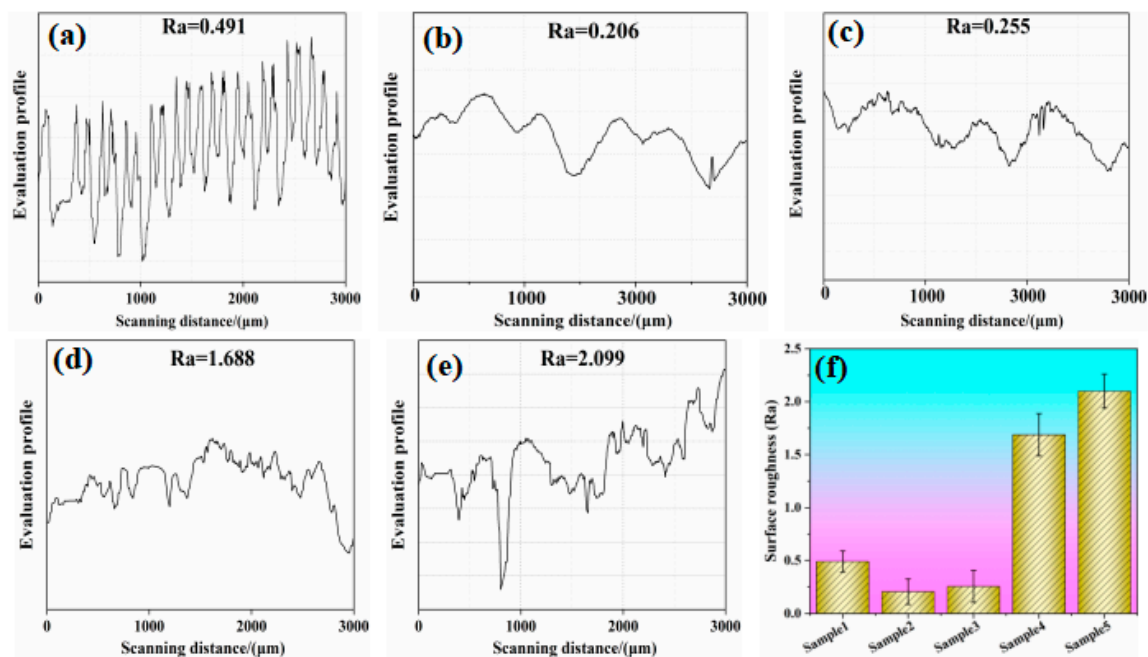 (a)
Ra=0.491
Evaluation profile
0
1000
2000
3000
Scanning distance/(μm)
(b)
Ra=0.206
Evaluation profile
0
1000
3000
3000
Scanning distance/(μm)
(c)
Ra=0.255
Evaluation profile
0
1000
3000
3000
Scanning distance/(μm)
(d)
Ra=1.688
Evaluation profile
0
1000
2000
3000
Scanning distance/(μm)
(e)
Ra=2.099
Evaluation profile
0
1000
2000
3000
Scanning distance/(μm)
(f)
Surface roughness (Ra)
2.5
2.0
1.5
1.0
0.5
0.0
Sample1
Sample2
Sample3
Sample4
Sample5